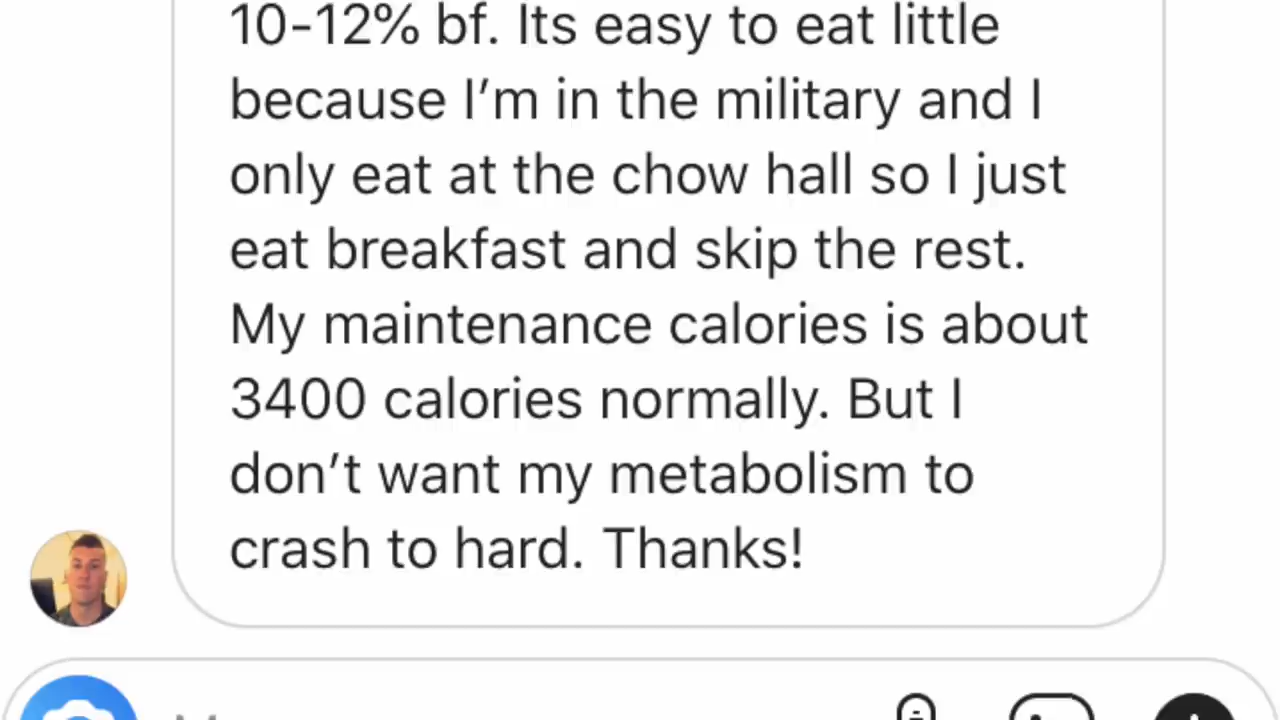 10-12% bf. Its easy to eat little
because I’m in the military and I
only eat at the chow hall so I just
eat breakfast and skip the rest.
My maintenance calories is about
3400 calories normally. But I
don’t want my metabolism to
crash to hard. Thanks!